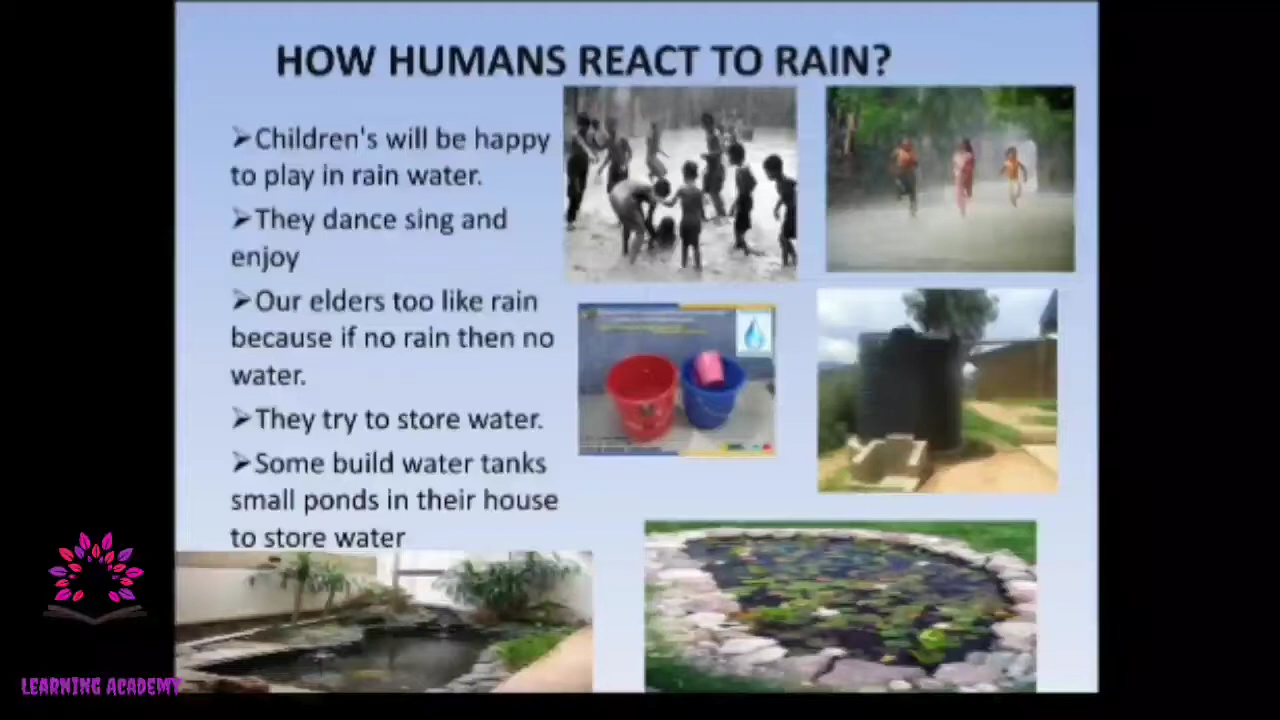 HOW HUMANS REACT TO RAIN?
➢Children's will be happy
to play in rain water.
➢They dance sing and
enjoy
➢Our elders too like rain
because if no rain then no
water.
➢They try to store water.
➢Some build water tanks
small ponds in their house
to store water
LEARNING ACADEMY